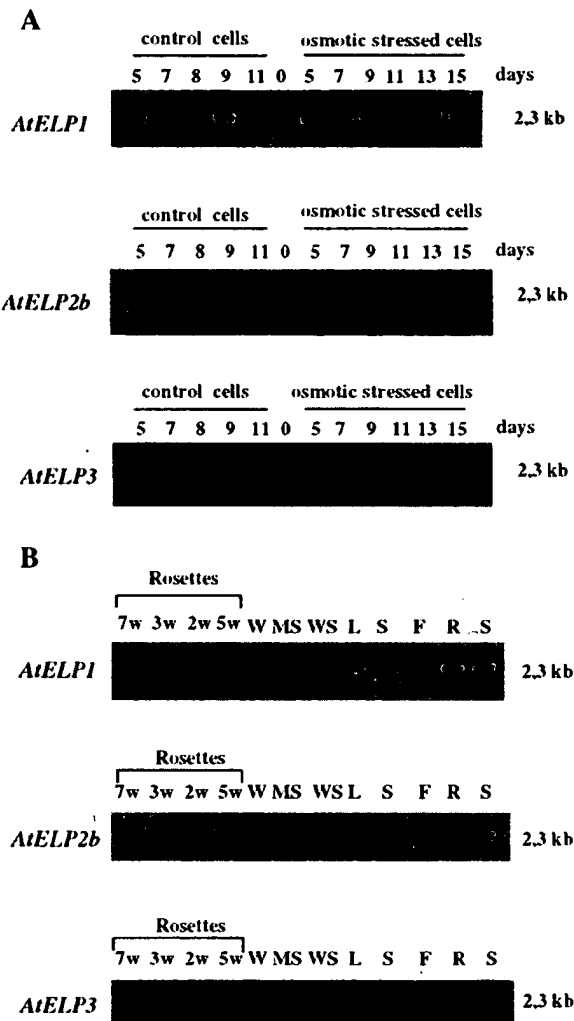 A
control cells osmotic stressed cells
5 7 8 9 11 0 5 7 9 11 13 15 days
AtELP1 2,3 kb
control cells osmotic stressed cells
5 7 8 9 11 0 5 7 9 11 13 15 days
AtELP2b 2,3 kb
control cells osmotic stressed cells
5 7 8 9 11 0 5 7 9 11 13 15 days
AtELP3 2,3 kb
B
Rosettes
7w 3w 2w 5w W MS WS L S F R S
AtELP1 2,3 kb
Rosettes
7w 3w 2w 5w W MS WS L S F R S
AtELP2b 2,3 kb
Rosettes
7w 3w 2w 5w W MS WS L S F R S
AtELP3 2,3 kb